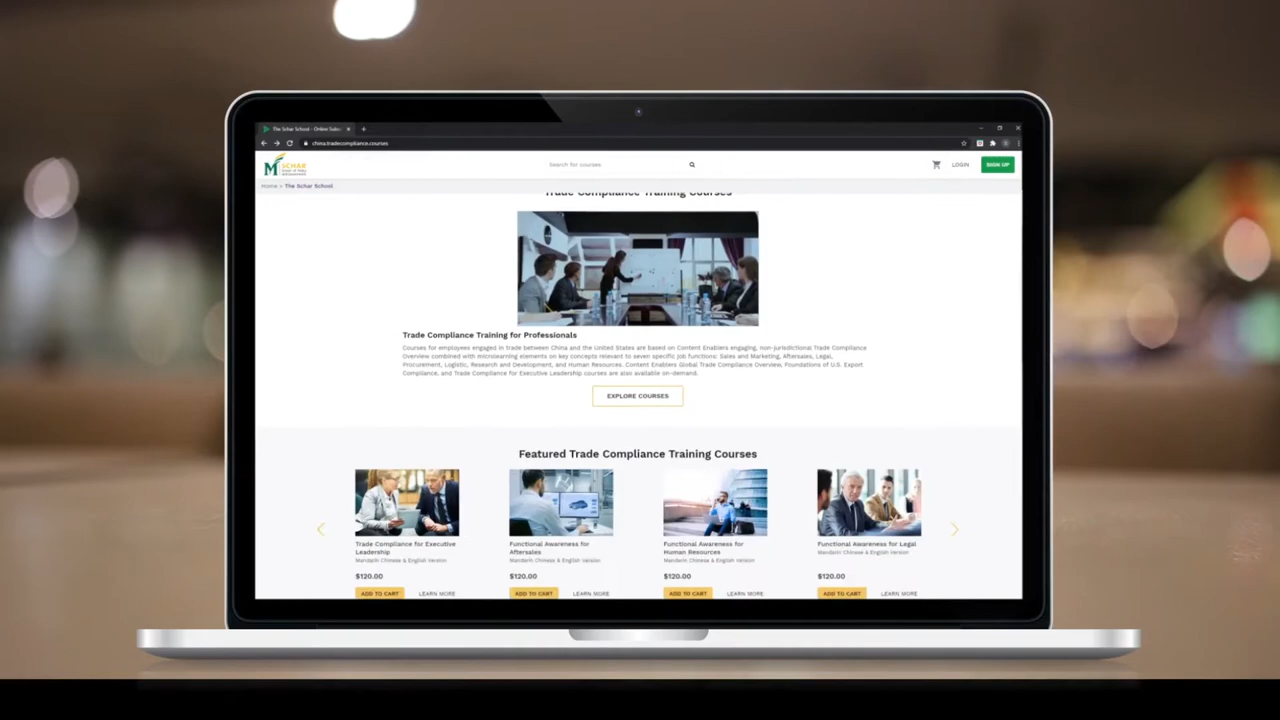 The Schar School - Online Subsc
china.tradecompliance.courses
M SCHAR
Search for courses
LOGIN
SIGN UP
Home > The Schar School
Trade Compliance Training Courses
Trade Compliance Training for Professionals
Courses for employees engaged in trade between China and the United States are based on Content Enablers engaging, non-jurisdictional Trade Compliance
Overview combined with microlearning elements on key concepts relevant to seven specific job functions: Sales and Marketing, Aftersales, Legal,
Procurement, Logistic, Research and Development, and Human Resources. Content Enablers Global Trade Compliance Overview, Foundations of U.S. Export
Compliance, and Trade Compliance for Executive Leadership courses are also available on-demand.
EXPLORE COURSES
Featured Trade Compliance Training Courses
Trade Compliance for Executive
Leadership
Mandarin Chinese & English Version
$120.00
ADD TO CART
LEARN MORE
Functional Awareness for
Aftersales
Mandarin Chinese & English Version
$120.00
ADD TO CART
LEARN MORE
Functional Awareness for
Human Resources
Mandarin Chinese & English Version
$120.00
ADD TO CART
LEARN MORE
Functional Awareness for Legal
Mandarin Chinese & English Version
$120.00
ADD TO CART
LEARN MORE